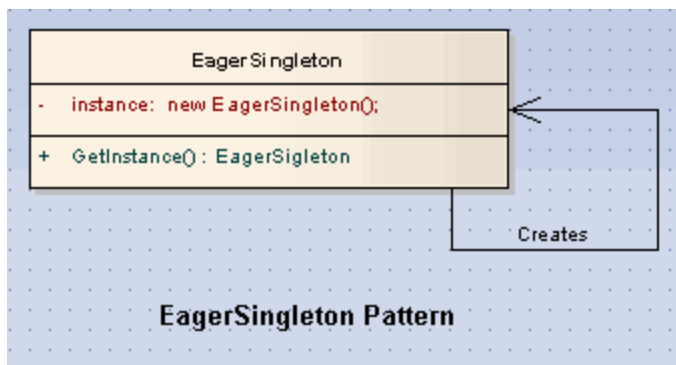 EagerSingleton
- instance: new EagerSingleton();
+ GetInstance() : EagerSigleton
Creates
EagerSingleton Pattern